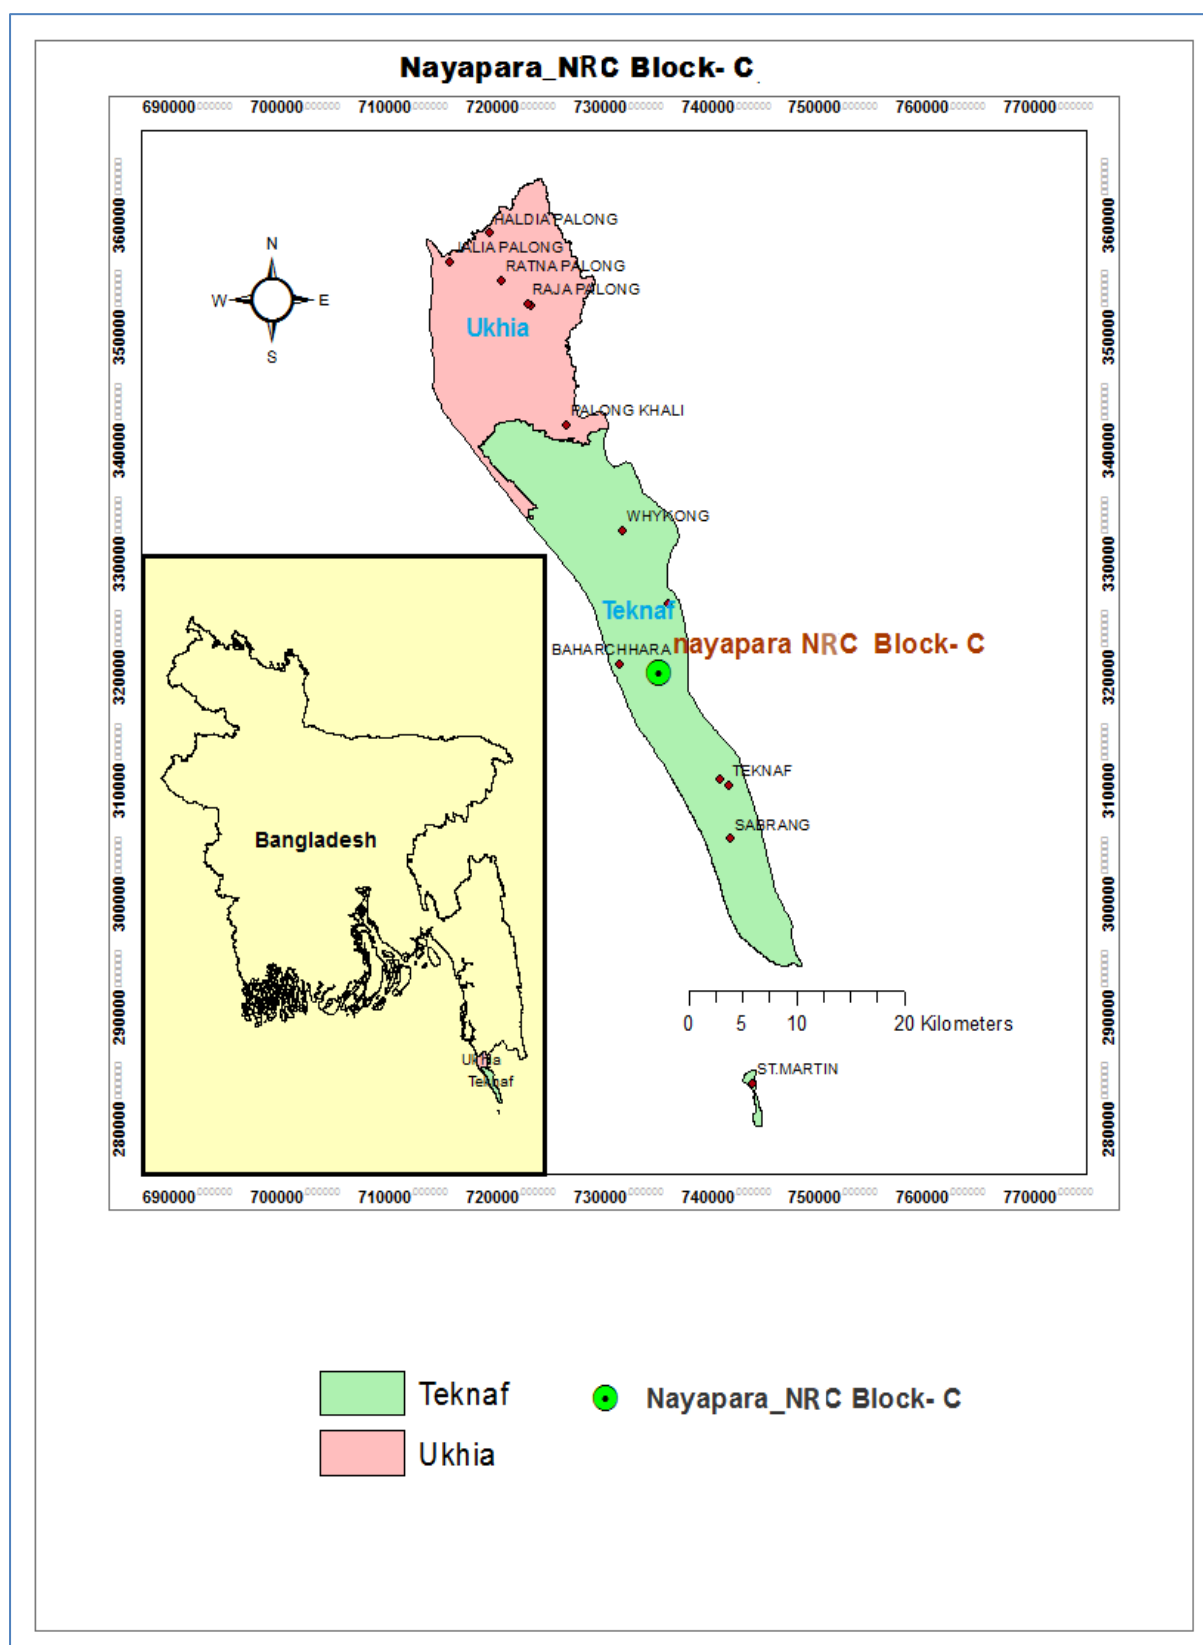 Nayapara_NRC Block- C
690000 700000 710000 720000 730000 740000 750000 760000 770000
360000
350000
340000
330000
320000
310000
300000
290000
280000
360000
350000
340000
330000
320000
310000
300000
290000
280000
N
W E
S
HALDIA PALONG
JALIA PALONG
RATNA PALONG
RAJA PALONG
Ukhia
PALONG KHALI
WHYKONG
Teknaf
nayapara NRC Block- C
BAHARCHHARA
TEKNAF
SABRANG
0 5 10 20 Kilometers
ST.MARTIN
Bangladesh
Ukhia
Teknaf
690000 700000 710000 720000 730000 740000 750000 760000 770000
Teknaf
Nayapara_NRC Block- C
Ukhia